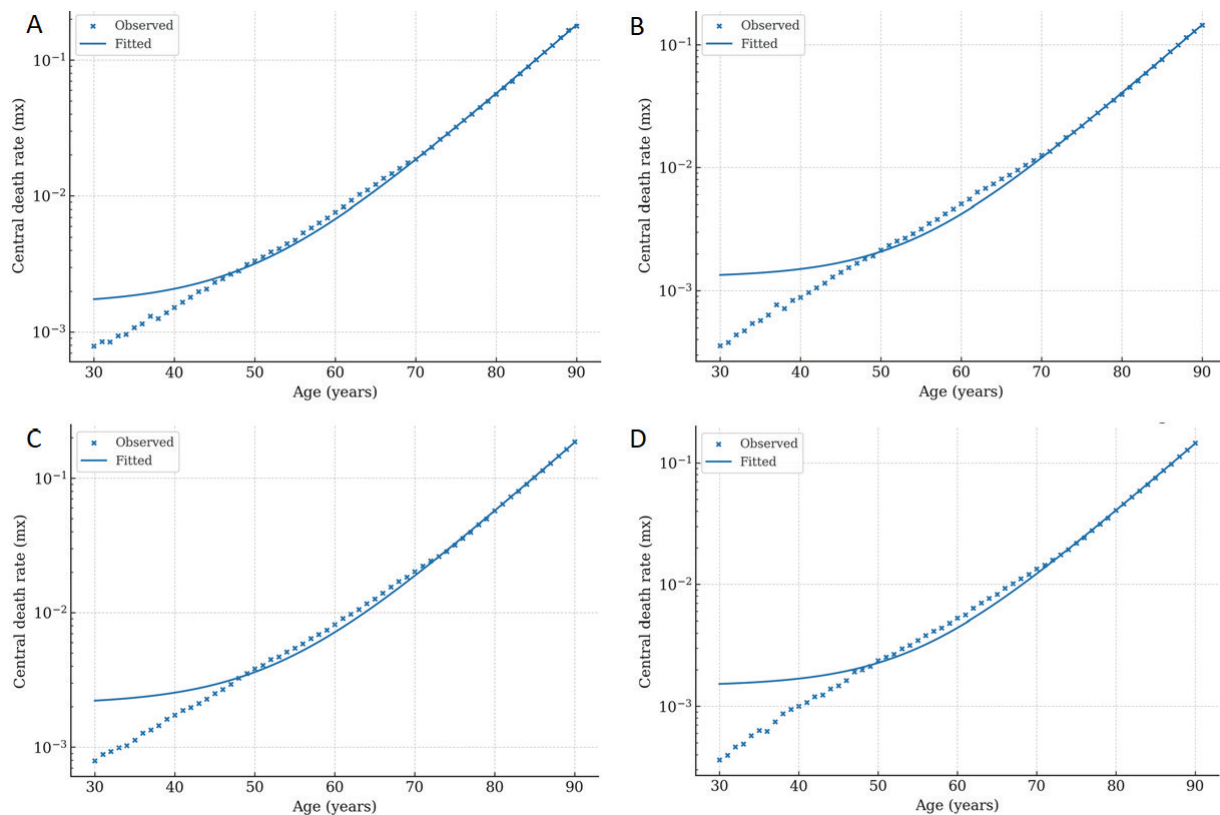 A
Observed
Fitted
Central death rate (mx)
10⁻¹
10⁻²
10⁻³
30 40 50 60 70 80 90
Age (years)
B
Observed
Fitted
Central death rate (mx)
10⁻¹
10⁻²
10⁻³
30 40 50 60 70 80 90
Age (years)
C
Observed
Fitted
Central death rate (mx)
10⁻¹
10⁻²
10⁻³
30 40 50 60 70 80 90
Age (years)
D
Observed
Fitted
Central death rate (mx)
10⁻¹
10⁻²
10⁻³
30 40 50 60 70 80 90
Age (years)